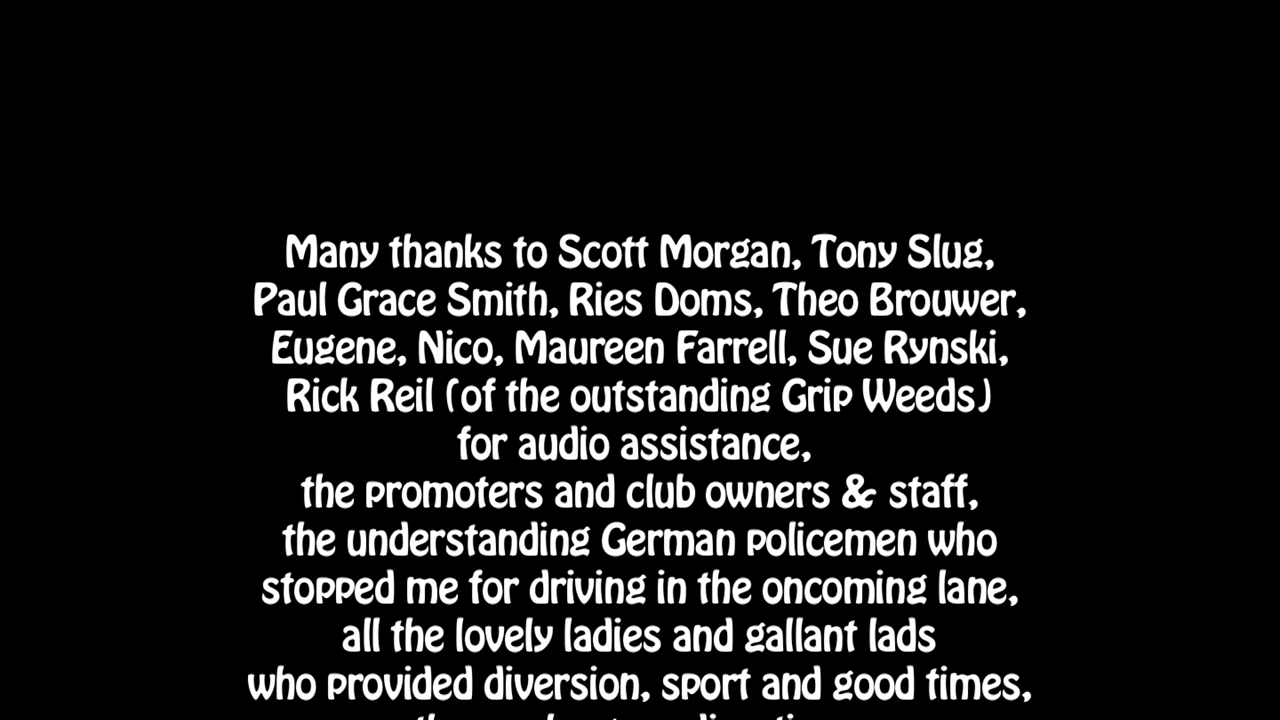 Many thanks to Scott Morgan, Tony Slug,
Paul Grace Smith, Ries Doms, Theo Brouwer,
Eugene, Nico, Maureen Farrell, Sue Rynski,
Rick Reil (of the outstanding Grip Weeds)
for audio assistance,
the promoters and club owners & staff,
the understanding German policemen who
stopped me for driving in the oncoming lane,
all the lovely ladies and gallant lads
who provided diversion, sport and good times,